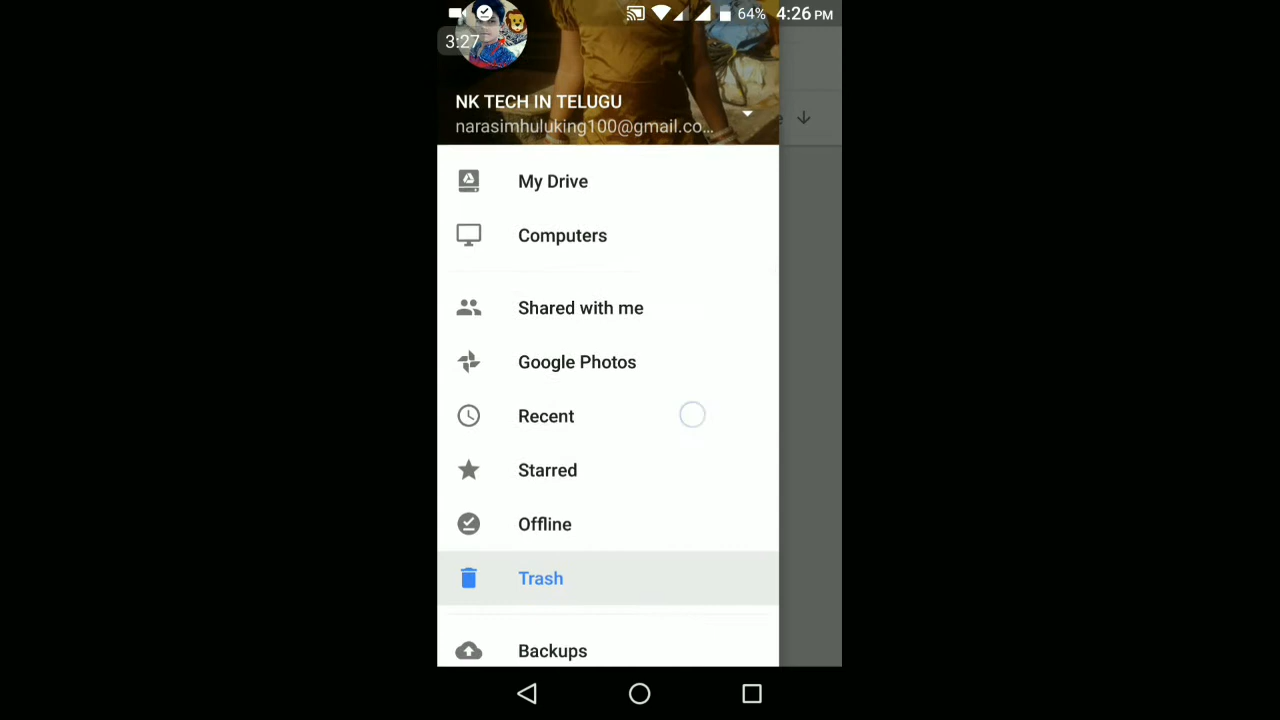 64% 4:26 PM
3:27
NK TECH IN TELUGU
narasimhuluking100@gmail.co...
My Drive
Computers
Shared with me
Google Photos
Recent
Starred
Offline
Trash
Backups